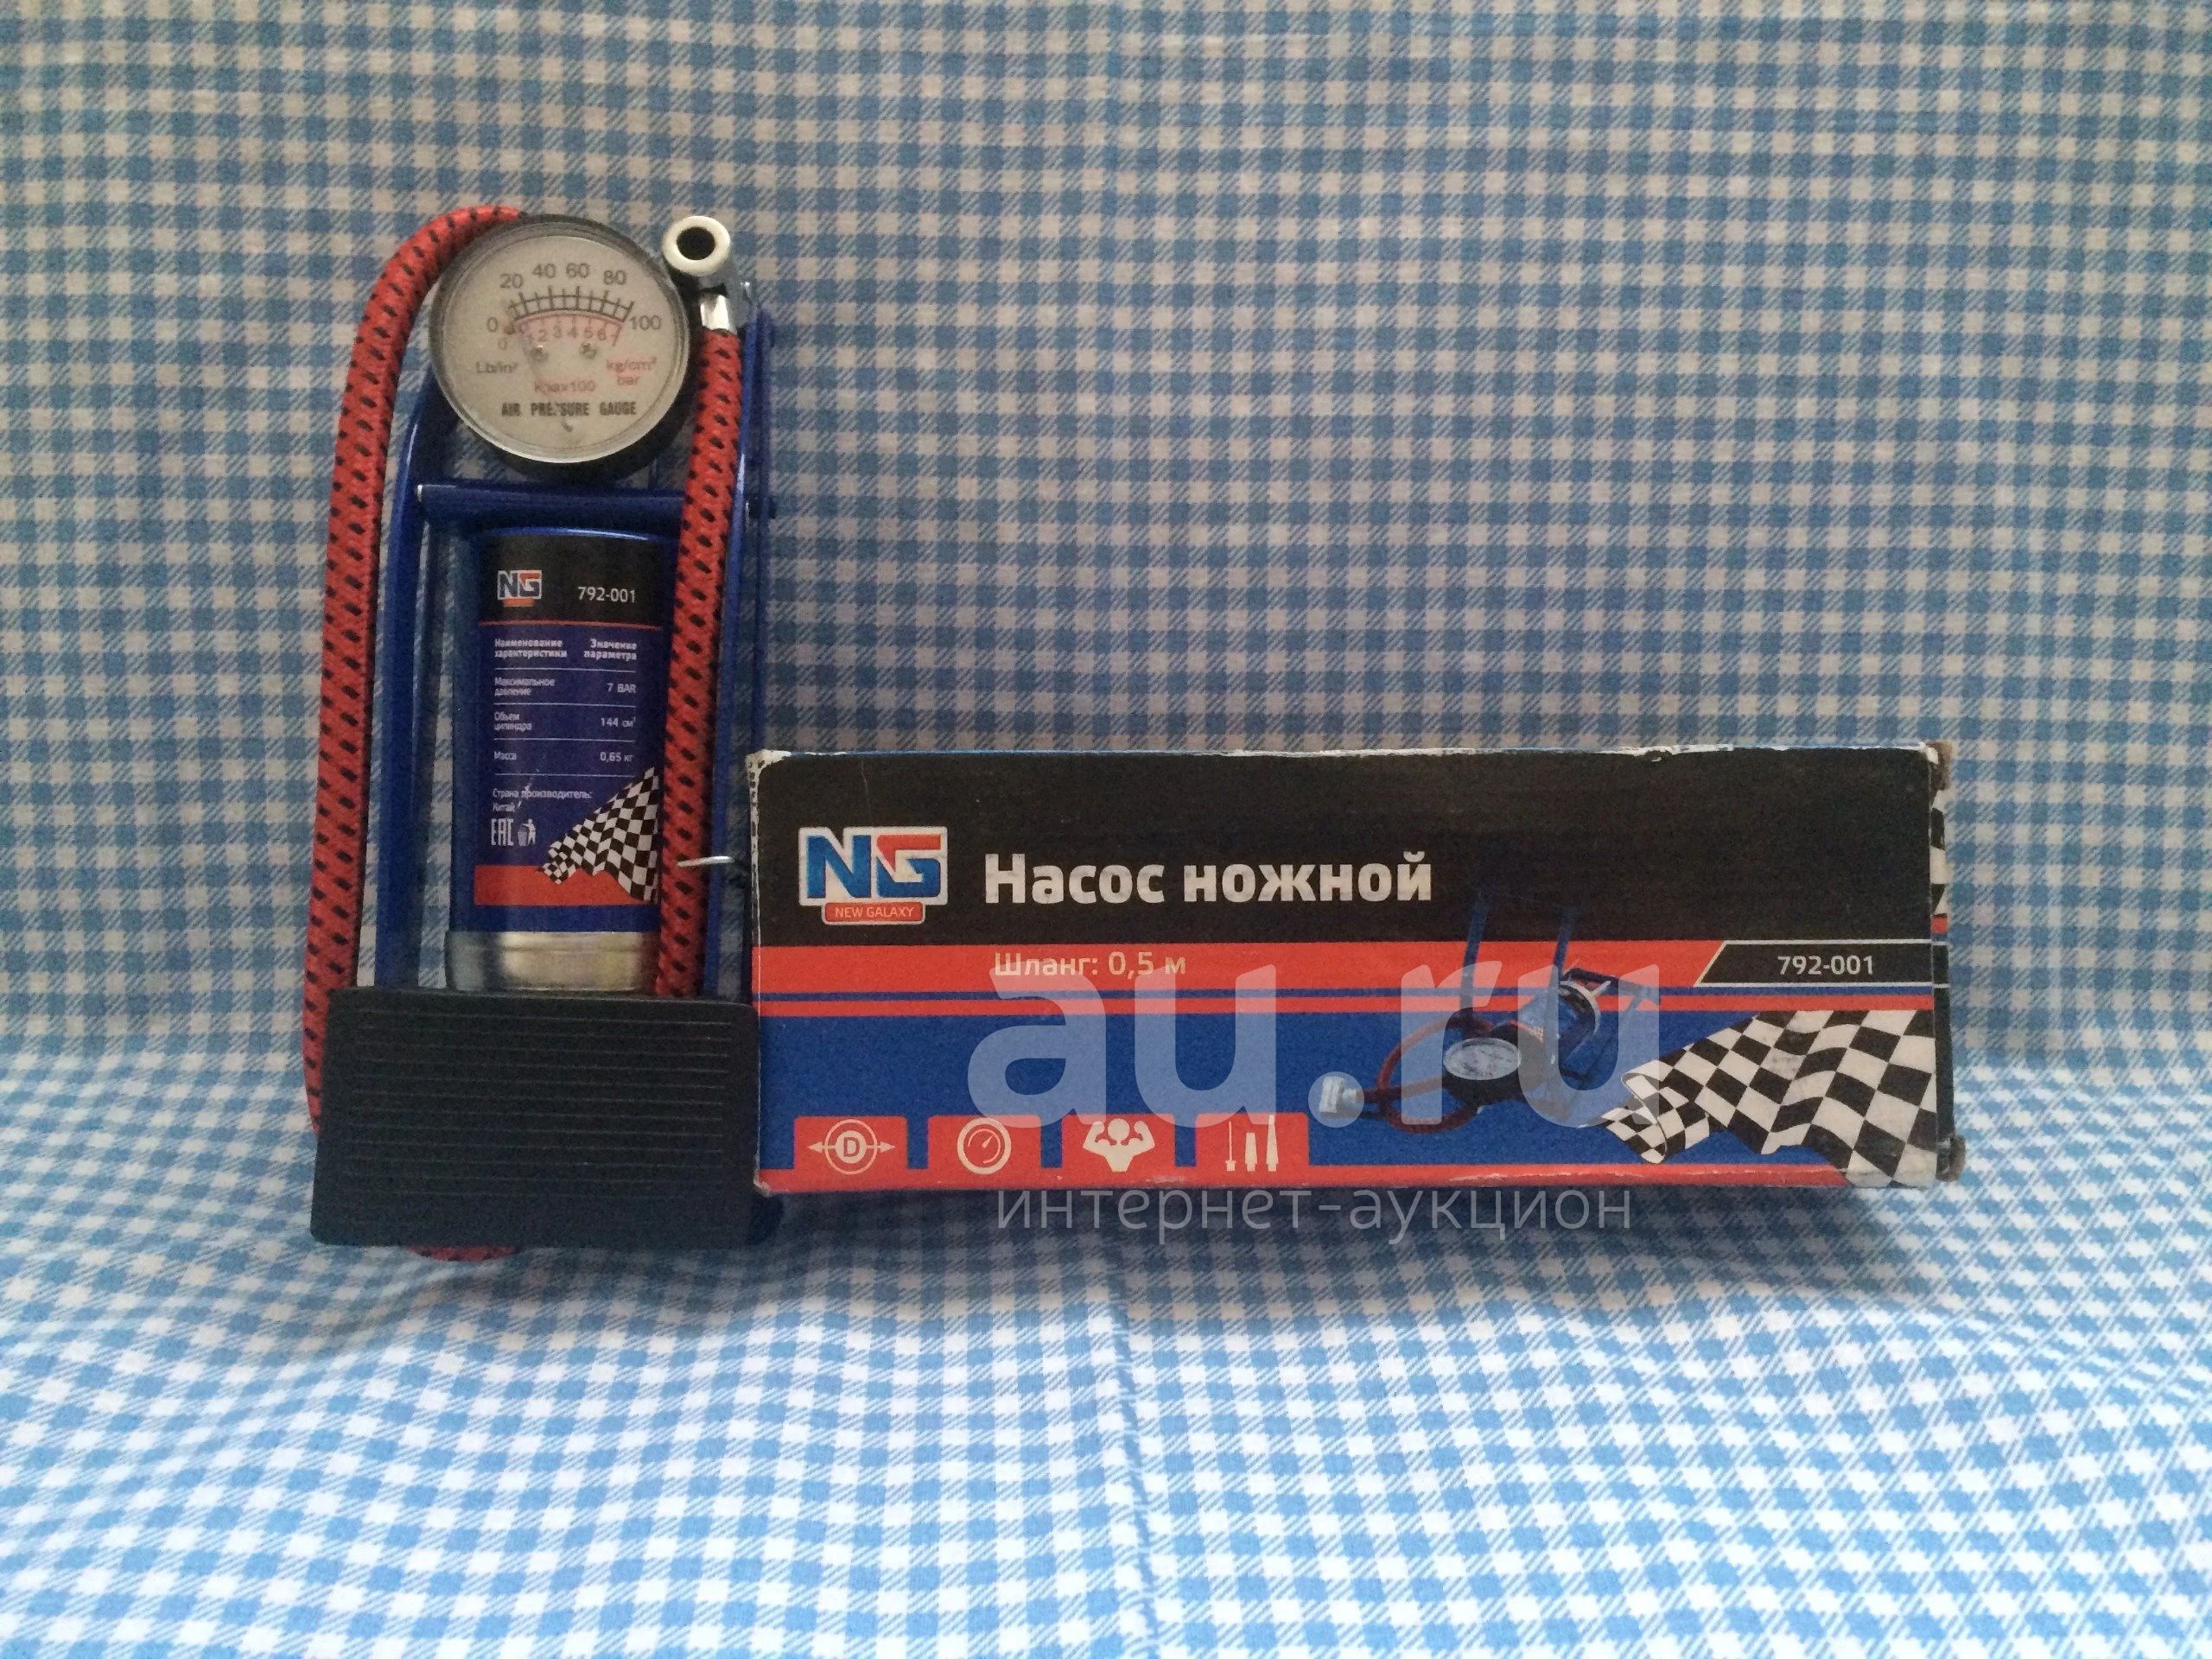 20 40 60 80
0 100
0 1 2 3 4 5 6 7
Lb/in² kg/cm²
bar
AIR PRESSURE GAUGE
NG 792-001
Наименование характеристики Значение параметра
Максимальное давление 7 BAR
Объем цилиндра 144 см³
Масса 0,65 кг
Страна производитель:
Китай
EAC
NG
NEW GALAXY
Насос ножной
Шланг: 0,5 м
792-001
D
au.ru
интернет-аукцион